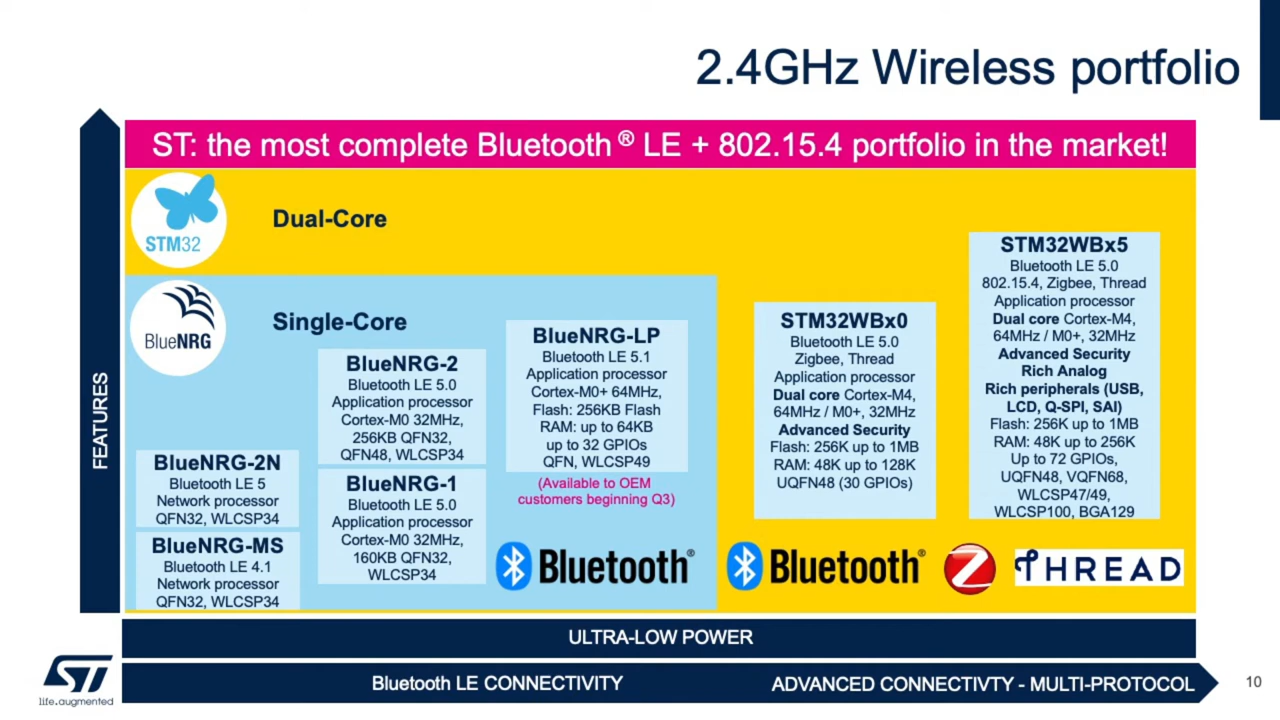 2.4GHz Wireless portfolio
ST: the most complete Bluetooth® LE + 802.15.4 portfolio in the market!
STM32
Dual-Core
BlueNRG
Single-Core
FEATURES
BlueNRG-2N
Bluetooth LE 5
Network processor
QFN32, WLCSP34
BlueNRG-MS
Bluetooth LE 4.1
Network processor
QFN32, WLCSP34
BlueNRG-2
Bluetooth LE 5.0
Application processor
Cortex-M0 32MHz,
256KB QFN32,
QFN48, WLCSP34
BlueNRG-1
Bluetooth LE 5.0
Application processor
Cortex-M0 32MHz,
160KB QFN32,
WLCSP34
BlueNRG-LP
Bluetooth LE 5.1
Application processor
Cortex-M0+ 64MHz,
Flash: 256KB Flash
RAM: up to 64KB
up to 32 GPIOs
QFN, WLCSP49
(Available to OEM
customers beginning Q3)
Bluetooth®
STM32WBx0
Bluetooth LE 5.0
Zigbee, Thread
Application processor
Dual core Cortex-M4,
64MHz / M0+, 32MHz
Advanced Security
Flash: 256K up to 1MB
RAM: 48K up to 128K
UQFN48 (30 GPIOs)
Bluetooth®
STM32WBx5
Bluetooth LE 5.0
802.15.4, Zigbee, Thread
Application processor
Dual core Cortex-M4,
64MHz / M0+, 32MHz
Advanced Security
Rich Analog
Rich peripherals (USB,
LCD, Q-SPI, SAI)
Flash: 256K up to 1MB
RAM: 48K up to 256K
Up to 72 GPIOs,
UQFN48, VQFN68,
WLCSP47/49,
WLCSP100, BGA129
THREAD
ULTRA-LOW POWER
Bluetooth LE CONNECTIVITY
ADVANCED CONNECTIVTY - MULTI-PROTOCOL
ST
life.augmented
10